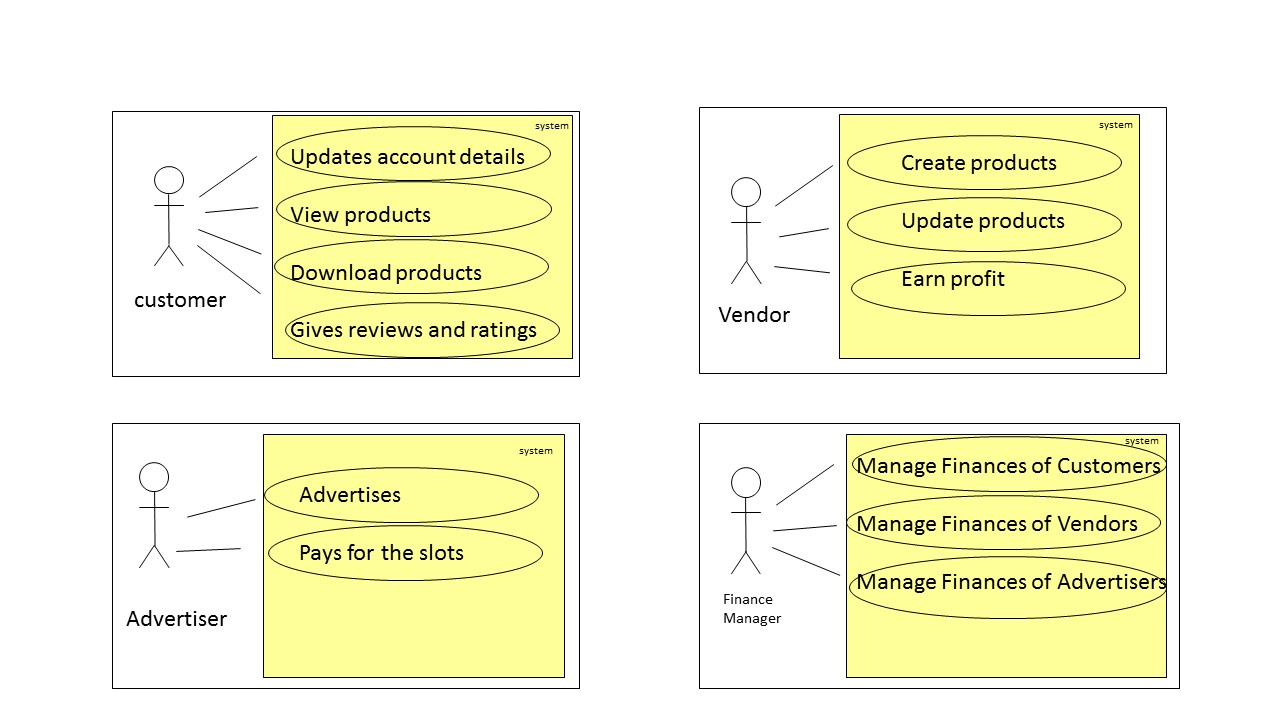 system
Updates account details
View products
Download products
Gives reviews and ratings
customer
system
Create products
Update products
Earn profit
Vendor
system
Advertises
Pays for the slots
Advertiser
system
Manage Finances of Customers
Manage Finances of Vendors
Manage Finances of Advertisers
Finance
Manager